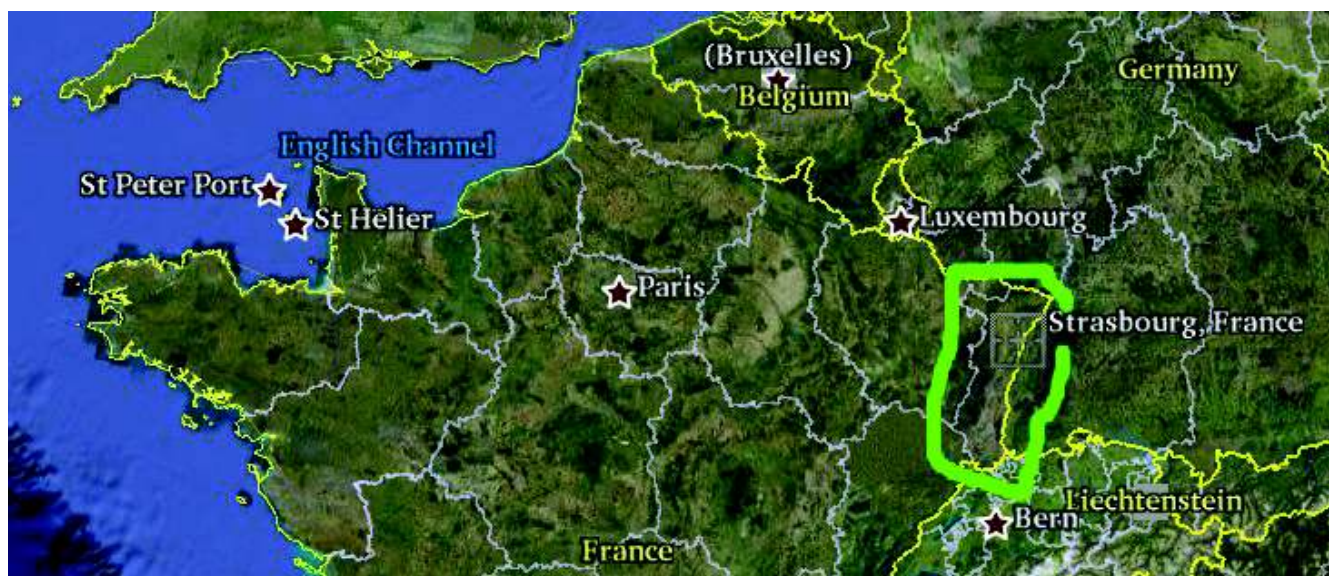 (Bruxelles)
Belgium
Germany
English Channel
St Peter Port
St Helier
Luxembourg
Paris
Strasbourg, France
Liechtenstein
Bern
France